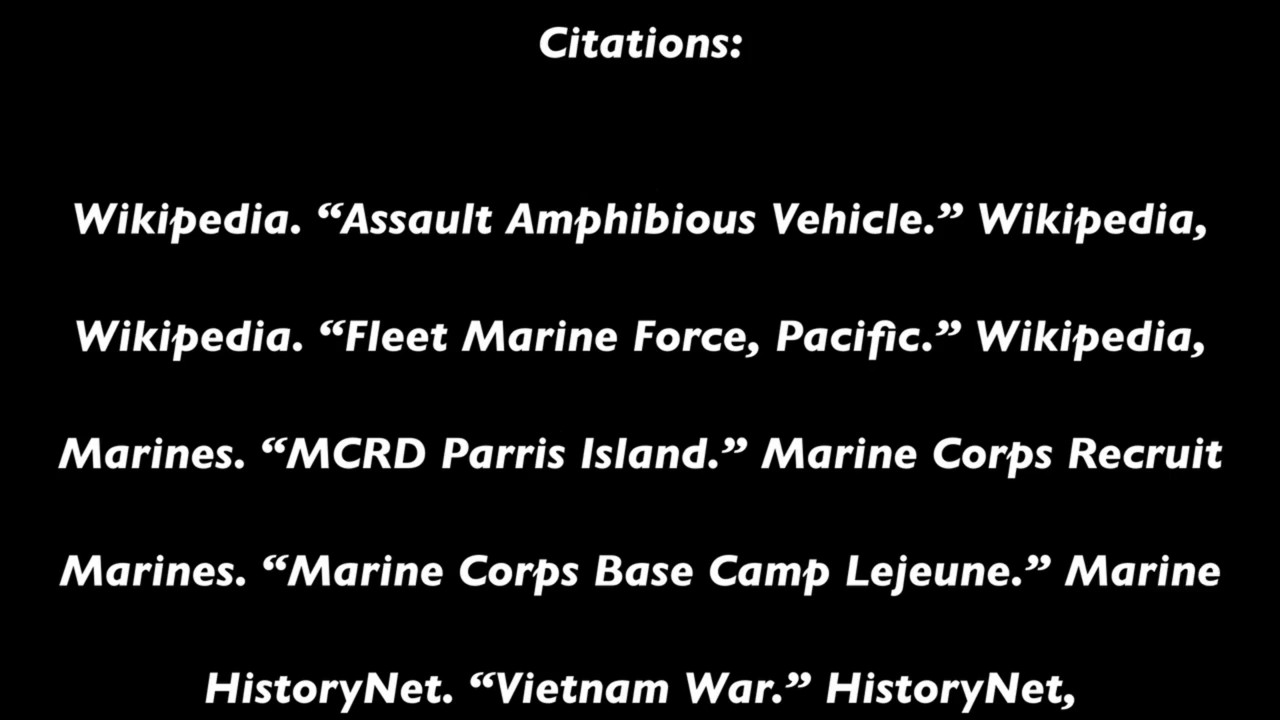 Citations:
Wikipedia. “Assault Amphibious Vehicle.” Wikipedia,
Wikipedia. “Fleet Marine Force, Pacific.” Wikipedia,
Marines. “MCRD Parris Island.” Marine Corps Recruit
Marines. “Marine Corps Base Camp Lejeune.” Marine
HistoryNet. “Vietnam War.” HistoryNet,